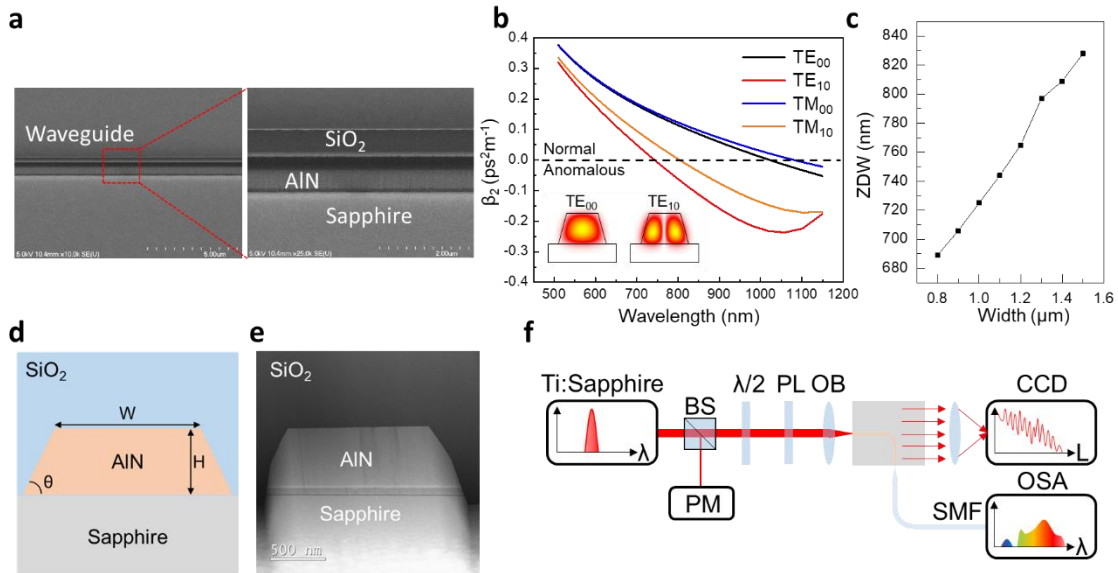 a
Waveguide
5.0kV 10.4mm x10.0k SE(U)
5.00um
SiO2
AlN
Sapphire
5.0kV 10.4mm x25.0k SE(U)
2.00um
b
0.4
0.3
0.2
0.1
0.0
-0.1
-0.2
-0.3
-0.4
β2 (ps²m⁻¹)
TE00
TE10
TM00
TM10
Normal
Anomalous
TE00
TE10
500 600 700 800 900 1000 1100 1200
Wavelength (nm)
c
840
820
800
780
760
740
720
700
680
ZDW (nm)
0.8 1.0 1.2 1.4 1.6
Width (μm)
d
SiO2
W
AlN
H
θ
Sapphire
e
SiO2
AlN
Sapphire
500 nm
f
Ti:Sapphire
λ
BS
PM
λ/2 PL OB
CCD
L
OSA
SMF
λ